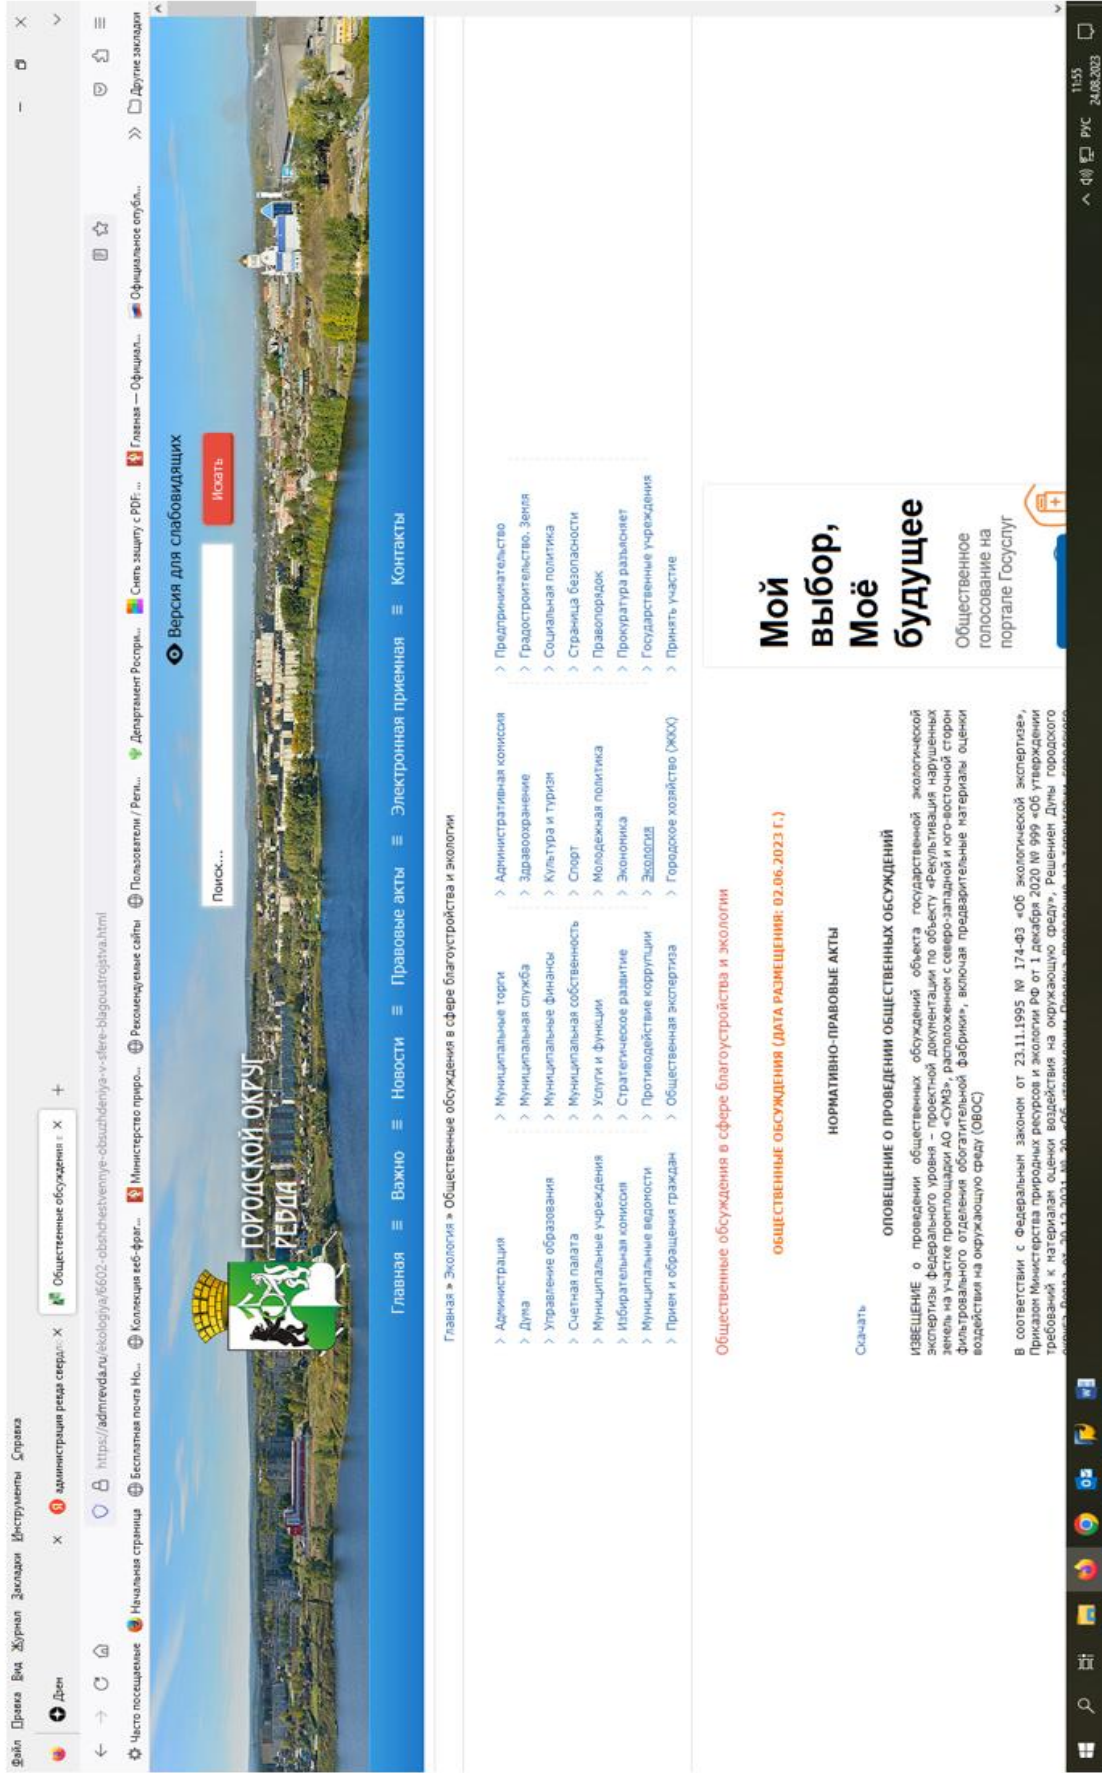 Файл Правка Вид Журнал Закладки Инструменты Справка
Дзен
администрация ревда свердл
Общественные обсуждения в
https://admrevda.ru/ekologiya/6602-obshchestvennye-obsuzhdeniya-v-sfere-blagoustrojstva.html
Часто посещаемые Начальная страница Бесплатная почта Ho... Коллекция веб-фраг... Министерство приро... Рекомендуемые сайты Пользователи / Реги... Департамент Роспри... Снять защиту с PDF: ... Главная — Официал... Официальное опубл... Другие закладки
Версия для слабовидящих
Поиск...
Искать
ГОРОДСКОЙ ОКРУГ
РЕВДА
Главная Важно Новости Правовые акты Электронная приемная Контакты
Главная » Экология » Общественные обсуждения в сфере благоустройства и экологии
> Администрация
> Дума
> Управление образования
> Счетная палата
> Муниципальные учреждения
> Избирательная комиссия
> Муниципальные ведомости
> Прием и обращения граждан
> Муниципальные торги
> Муниципальная служба
> Муниципальные финансы
> Муниципальная собственность
> Услуги и функции
> Стратегическое развитие
> Противодействие коррупции
> Общественная экспертиза
> Административная комиссия
> Здравоохранение
> Культура и туризм
> Спорт
> Молодежная политика
> Экономика
> Экология
> Городское хозяйство (ЖКХ)
> Предпринимательство
> Градостроительство. Земля
> Социальная политика
> Страница безопасности
> Правопорядок
> Прокуратура разъясняет
> Государственные учреждения
> Принять участие
Общественные обсуждения в сфере благоустройства и экологии
ОБЩЕСТВЕННЫЕ ОБСУЖДЕНИЯ (ДАТА РАЗМЕЩЕНИЯ: 02.06.2023 Г.)
НОРМАТИВНО-ПРАВОВЫЕ АКТЫ
Скачать
ОПОВЕЩЕНИЕ О ПРОВЕДЕНИИ ОБЩЕСТВЕННЫХ ОБСУЖДЕНИЙ
ИЗВЕЩЕНИЕ о проведении общественных обсуждений объекта государственной экологической
экспертизы федерального уровня – проектной документации по объекту «Рекультивация нарушенных
земель на участке промплощадки АО «СУМЗ», расположенном с северо-западной и юго-восточной сторон
фильтровального отделения обогатительной фабрики», включая предварительные материалы оценки
воздействия на окружающую среду (ОВОС)
В соответствии с Федеральным законом от 23.11.1995 № 174-ФЗ «Об экологической экспертизе»,
Приказом Министерства природных ресурсов и экологии РФ от 1 декабря 2020 № 999 «Об утверждении
требований к материалам оценки воздействия на окружающую среду», Решением Думы городского
Мой
выбор,
Моё
будущее
Общественное
голосование на
портале Госуслуг
РУС
11:55
24.08.2023